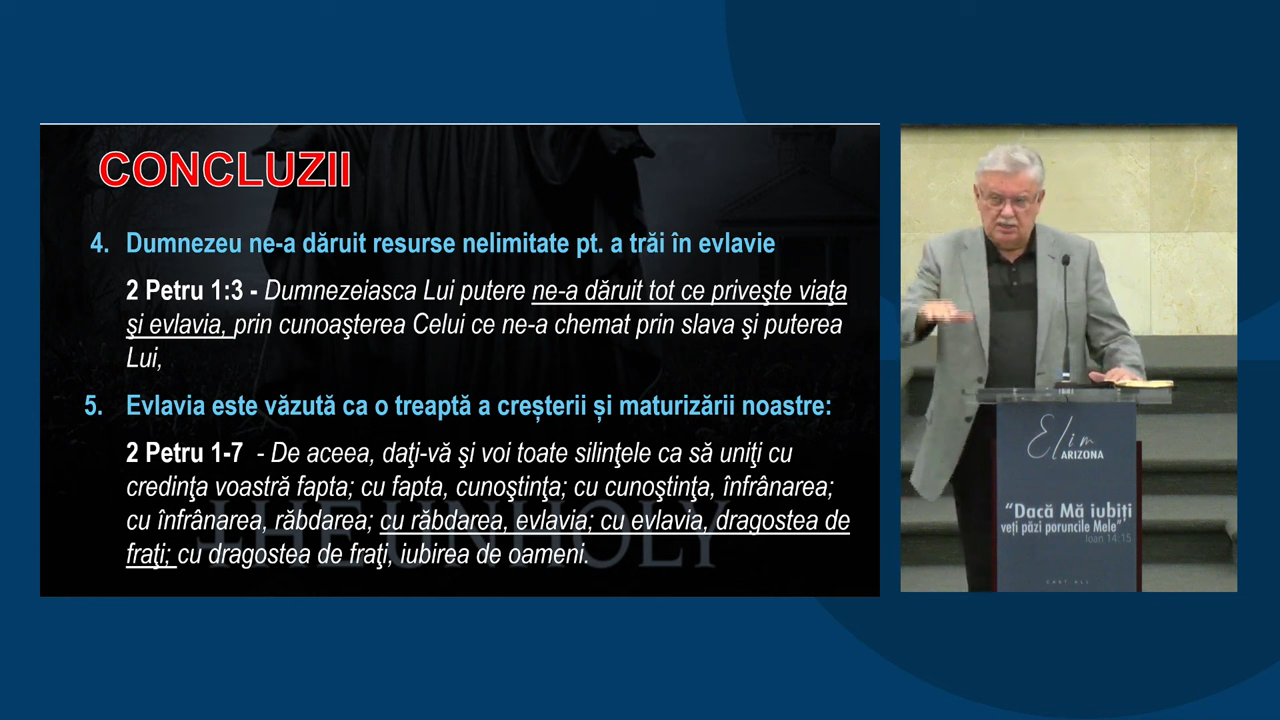 CONCLUZII
4. Dumnezeu ne-a dăruit resurse nelimitate pt. a trăi în evlavie
2 Petru 1:3 - Dumnezeiasca Lui putere ne-a dăruit tot ce priveşte viaţa
şi evlavia, prin cunoaşterea Celui ce ne-a chemat prin slava şi puterea
Lui,
5. Evlavia este văzută ca o treaptă a creșterii și maturizării noastre:
2 Petru 1-7 - De aceea, daţi-vă şi voi toate silinţele ca să uniţi cu
credinţa voastră fapta; cu fapta, cunoştinţa; cu cunoştinţa, înfrânarea;
cu înfrânarea, răbdarea; cu răbdarea, evlavia; cu evlavia, dragostea de
fraţi; cu dragostea de fraţi, iubirea de oameni.
THE UNHOLY
Elim
ARIZONA
“Dacă Mă iubiți
veți păzi poruncile Mele”
Ioan 14:15